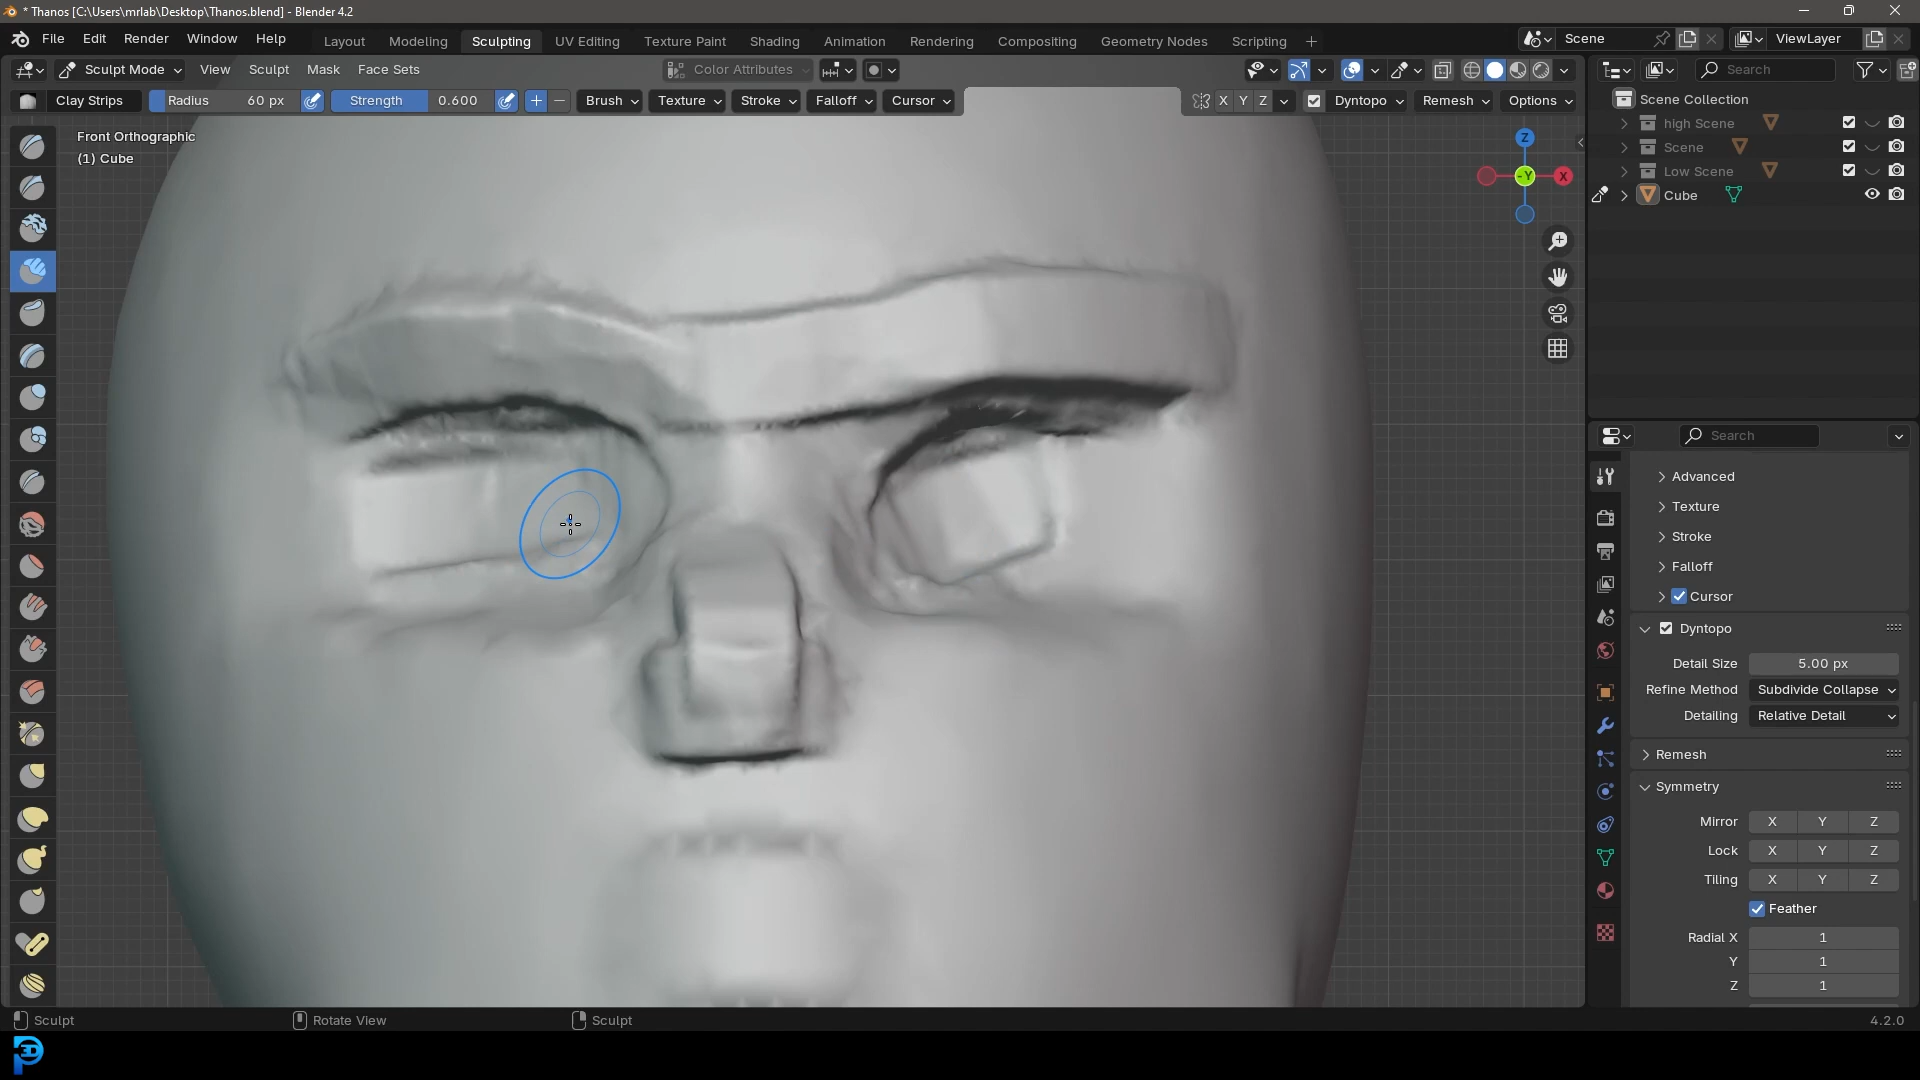 * Thanos [C:\Users\mrlab\Desktop\Thanos.blend] - Blender 4.2
File Edit Render Window Help Layout Modeling Sculpting UV Editing Texture Paint Shading Animation Rendering Compositing Geometry Nodes Scripting + Scene ViewLayer
Sculpt Mode View Sculpt Mask Face Sets Color Attributes Search
Clay Strips Radius 60 px Strength 0.600 + − Brush Texture Stroke Falloff Cursor X Y Z Dyntopo Remesh Options
Scene Collection
high Scene
Scene
Low Scene
Cube
Front Orthographic
(1) Cube
Z
-Y
X
Search
Advanced
Texture
Stroke
Falloff
Cursor
Dyntopo
Detail Size 5.00 px
Refine Method Subdivide Collapse
Detailing Relative Detail
Remesh
Symmetry
Mirror X Y Z
Lock X Y Z
Tiling X Y Z
Feather
Radial X 1
Y 1
Z 1
Sculpt Rotate View Sculpt 4.2.0